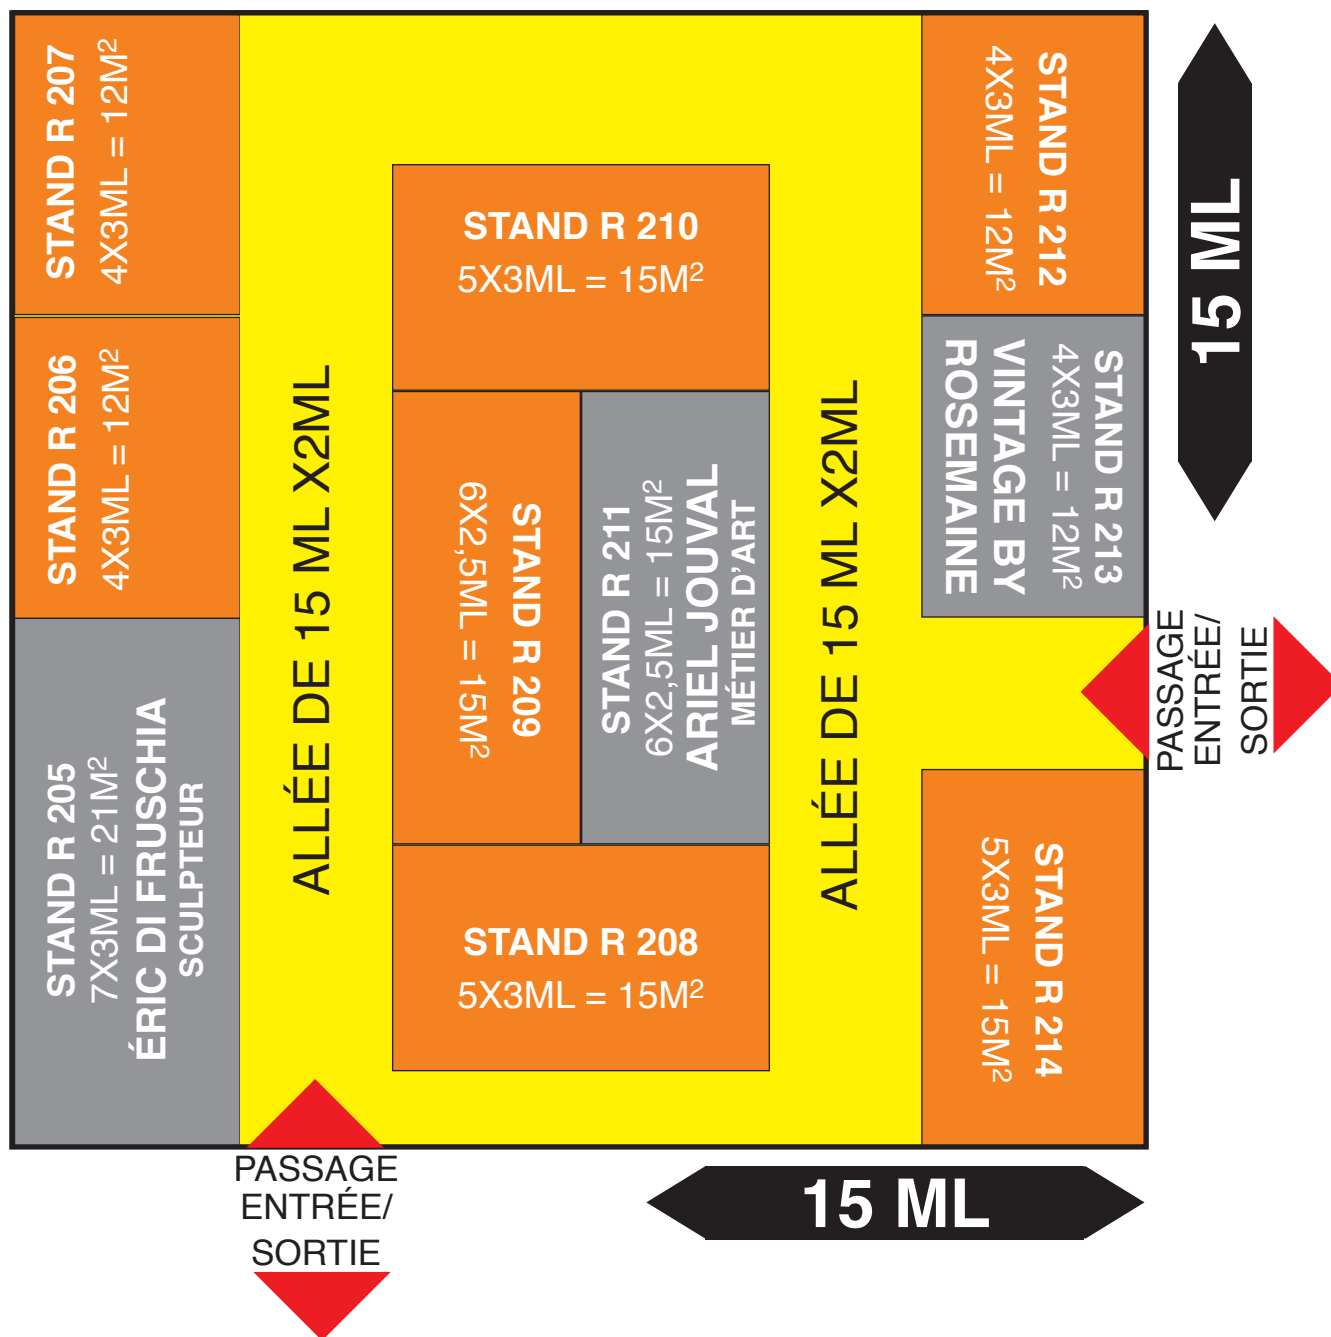 STAND R 207
4X3ML = 12M²
STAND R 206
4X3ML = 12M²
STAND R 205
7X3ML = 21M²
ÉRIC DI FRUSCHIA
SCULPTEUR
ALLÉE DE 15 ML X2ML
STAND R 210
5X3ML = 15M²
STAND R 209
6X2,5ML = 15M²
STAND R 211
6X2,5ML = 15M²
ARIEL JOUVAL
MÉTIER D’ART
STAND R 208
5X3ML = 15M²
ALLÉE DE 15 ML X2ML
STAND R 212
4X3ML = 12M²
STAND R 213
4X3ML = 12M²
VINTAGE BY
ROSEMAINE
STAND R 214
5X3ML = 15M²
15 ML
PASSAGE
ENTRÉE/
SORTIE
PASSAGE
ENTRÉE/
SORTIE
15 ML